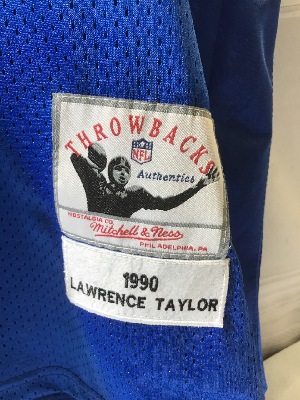 THROWBACKS
NFL
Authentics
NOSTALGIA CO.
Mitchell & Ness
PHILADELPHIA, PA
1990
LAWRENCE TAYLOR